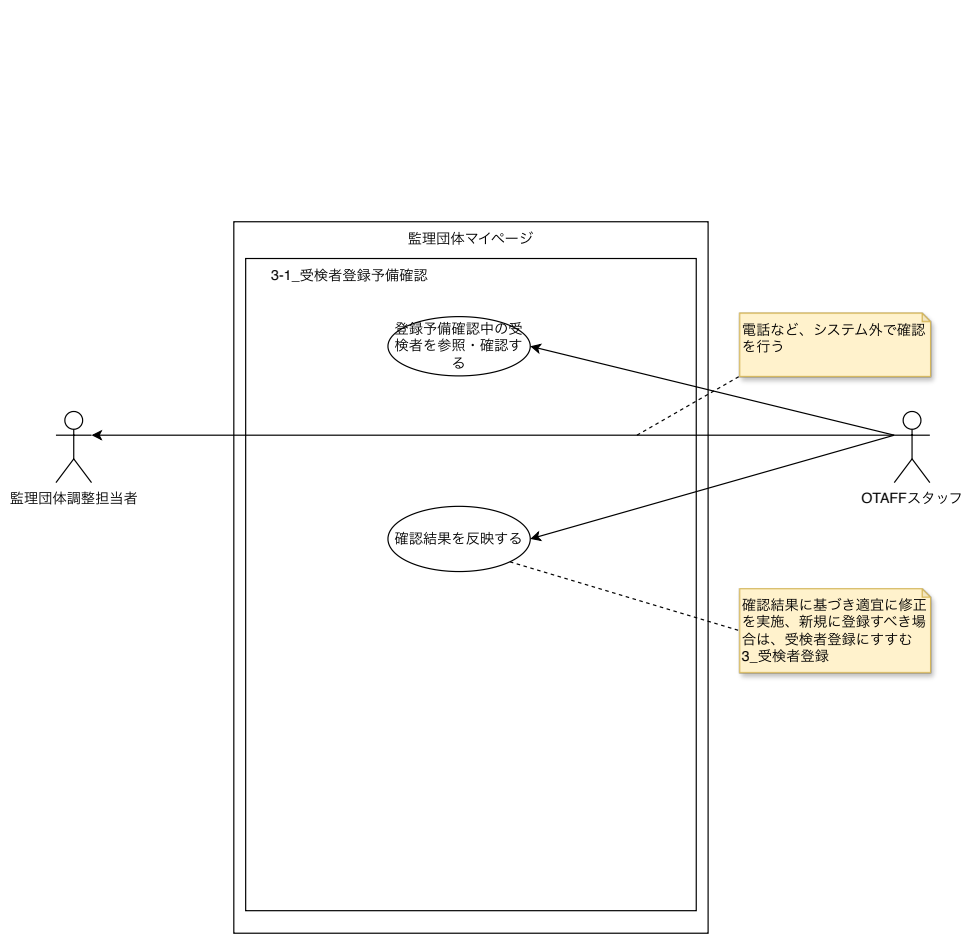 監理団体マイページ
3-1_受検者登録予備確認
登録予備確認中の受
検者を参照・確認す
る
電話など、システム外で確認
を行う
監理団体調整担当者
OTAFFスタッフ
確認結果を反映する
確認結果に基づき適宜に修正
を実施、新規に登録すべき場
合は、受検者登録にすすむ
3_受検者登録